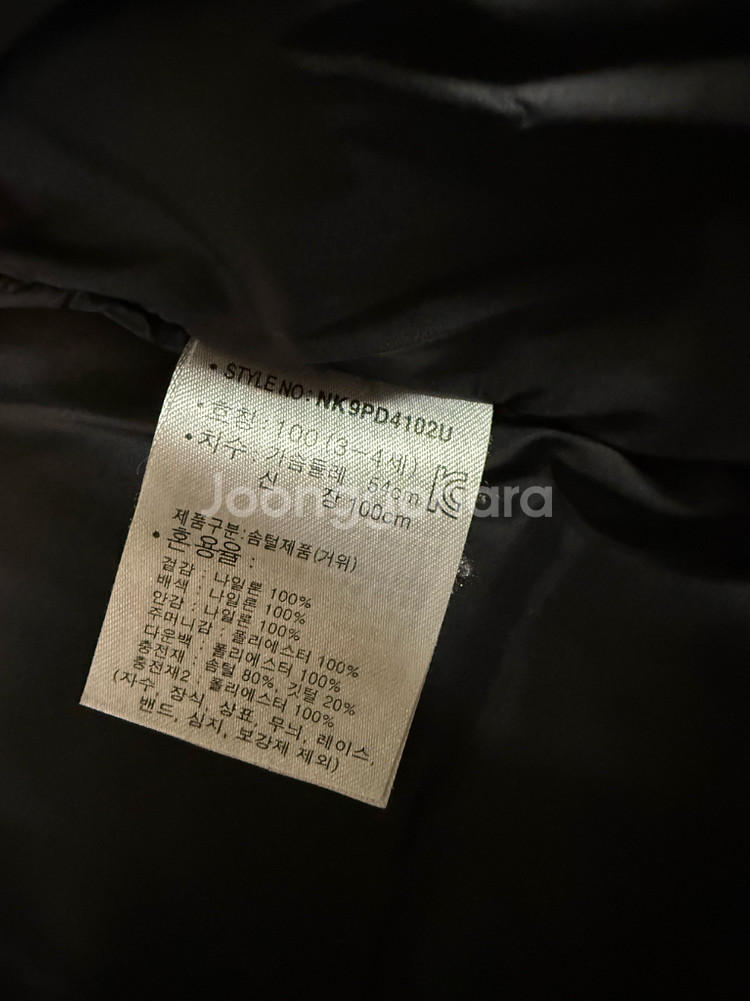 • STYLE NO : NK9PD4102U
• 호칭 : 100 (3-4세)
• 치수 : 가슴둘레 54cm
신 장 100cm
제품구분 : 솜털제품(거위)
• 혼용율 :
겉감 : 나일론 100%
배색 : 나일론 100%
안감 : 나일론 100%
주머니감 : 폴리에스터 100%
다운백 : 폴리에스터 100%
충전재 : 솜털 80%, 깃털 20%
충전재2 : 폴리에스터 100%
(자수, 장식, 상표, 무늬, 레이스,
밴드, 심지, 보강재 제외)